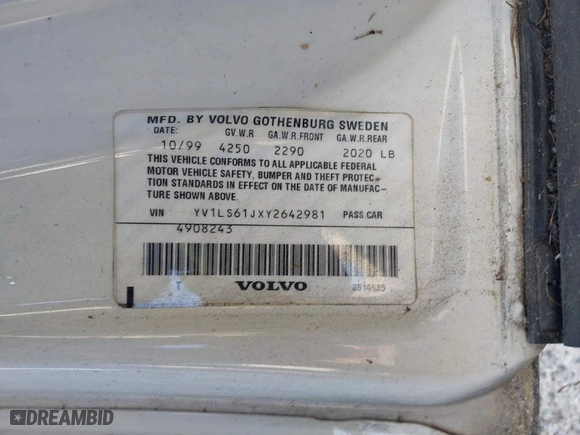 MFD. BY VOLVO GOTHENBURG SWEDEN
DATE: GV.W.R GA.W.R.FRONT GA.W.R.REAR
10/99 4250 2290 2020 LB
THIS VEHICLE CONFORMS TO ALL APPLICABLE FEDERAL
MOTOR VEHICLE SAFETY, BUMPER AND THEFT PROTEC-
TION STANDARDS IN EFFECT ON THE DATE OF MANUFAC-
TURE SHOWN ABOVE.
VIN YV1LS61JXY2642981 PASS.CAR
4908243
T VOLVO
DREAMBID